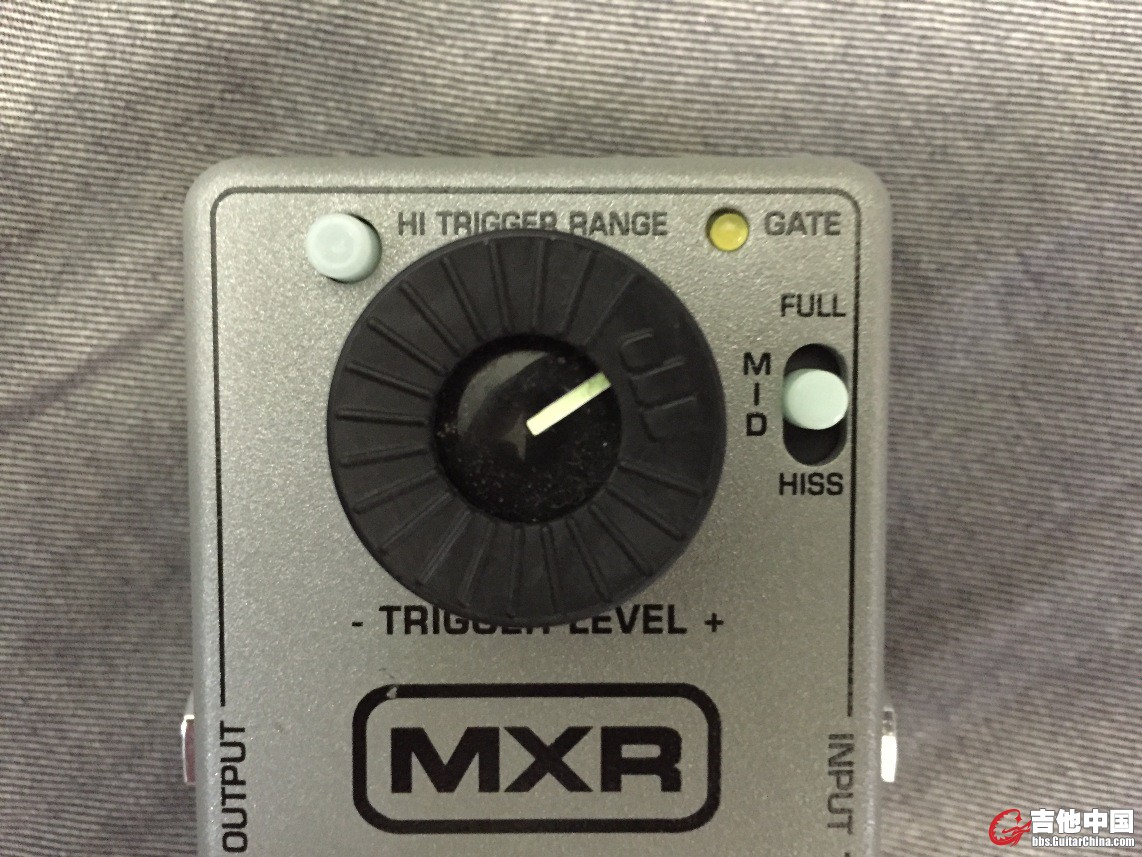 HI TRIGGER RANGE
GATE
FULL
MID
HISS
- TRIGGER LEVEL +
MXR
OUTPUT
INPUT
吉他中国
bbs.GuitarChina.com